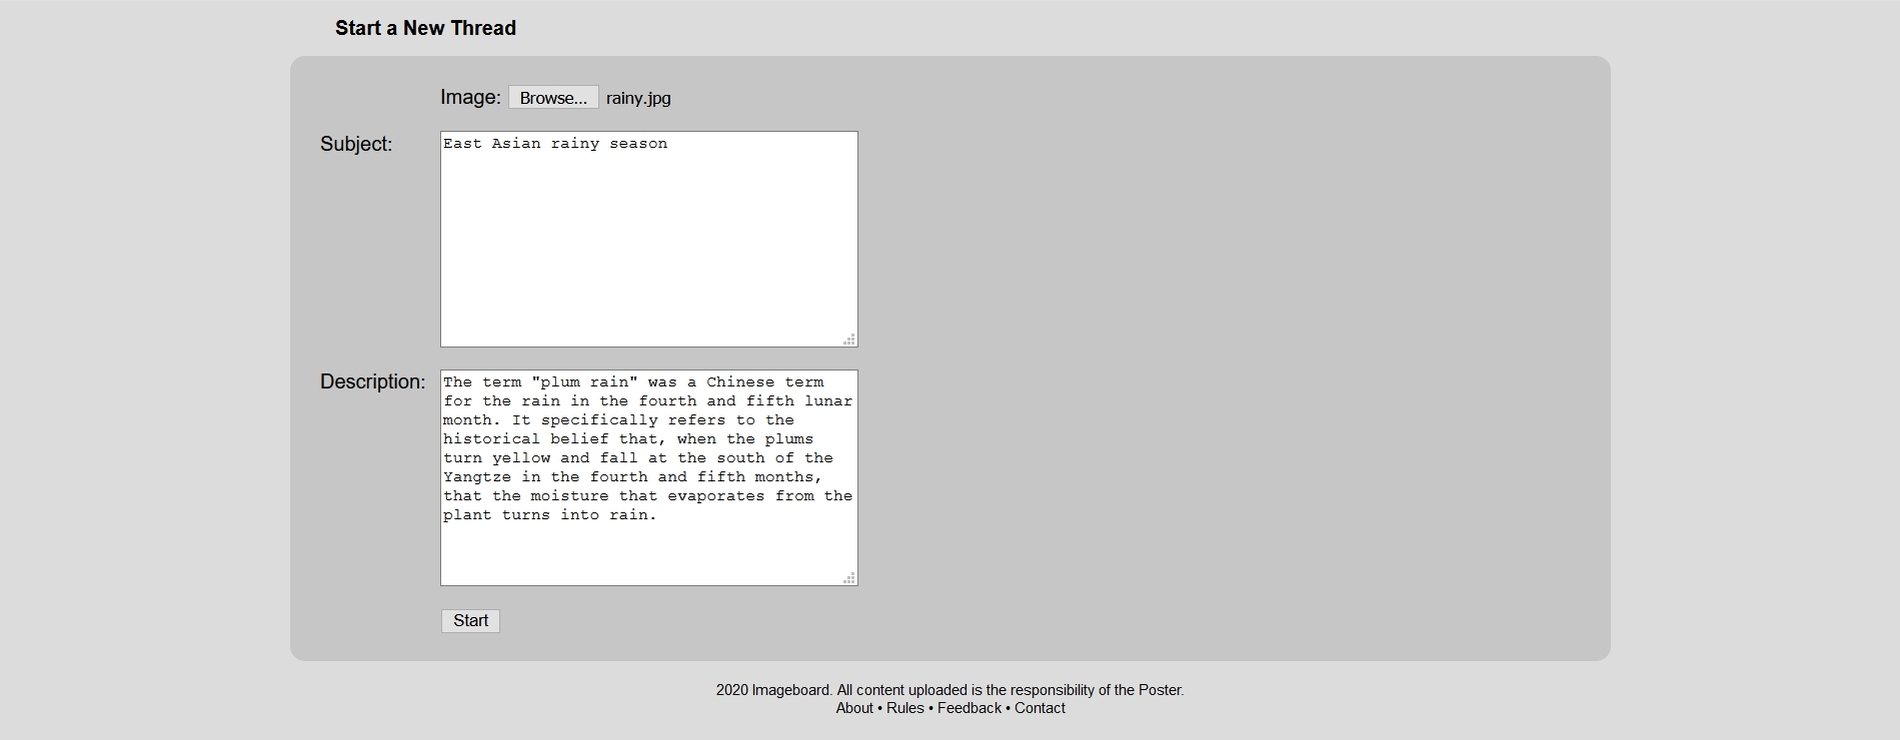 Start a New Thread
Image: Browse... rainy.jpg
Subject:
East Asian rainy season
Description:
The term "plum rain" was a Chinese term
for the rain in the fourth and fifth lunar
month. It specifically refers to the
historical belief that, when the plums
turn yellow and fall at the south of the
Yangtze in the fourth and fifth months,
that the moisture that evaporates from the
plant turns into rain.
Start
2020 Imageboard. All content uploaded is the responsibility of the Poster.
About • Rules • Feedback • Contact